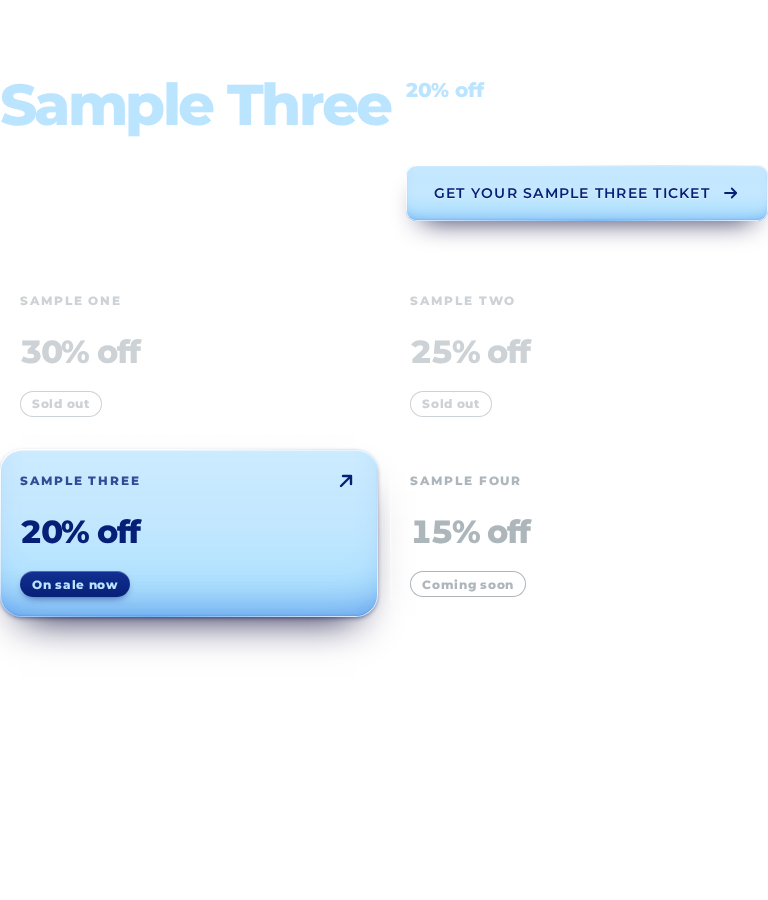 Sample Three
20% off
GET YOUR SAMPLE THREE TICKET
SAMPLE ONE
30% off
Sold out
SAMPLE TWO
25% off
Sold out
SAMPLE THREE
20% off
On sale now
SAMPLE FOUR
15% off
Coming soon